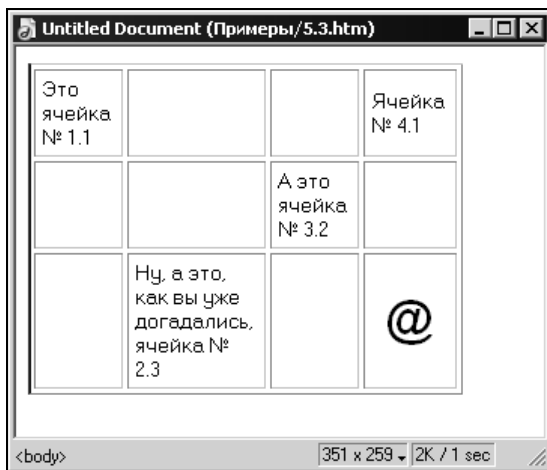 Untitled Document (Примеры/5.3.htm)
Это
ячейка
№ 1.1
Ячейка
№ 4.1
А это
ячейка
№ 3.2
Ну, а это,
как вы уже
догадались,
ячейка №
2.3
@
<body>
351 x 259
2K / 1 sec